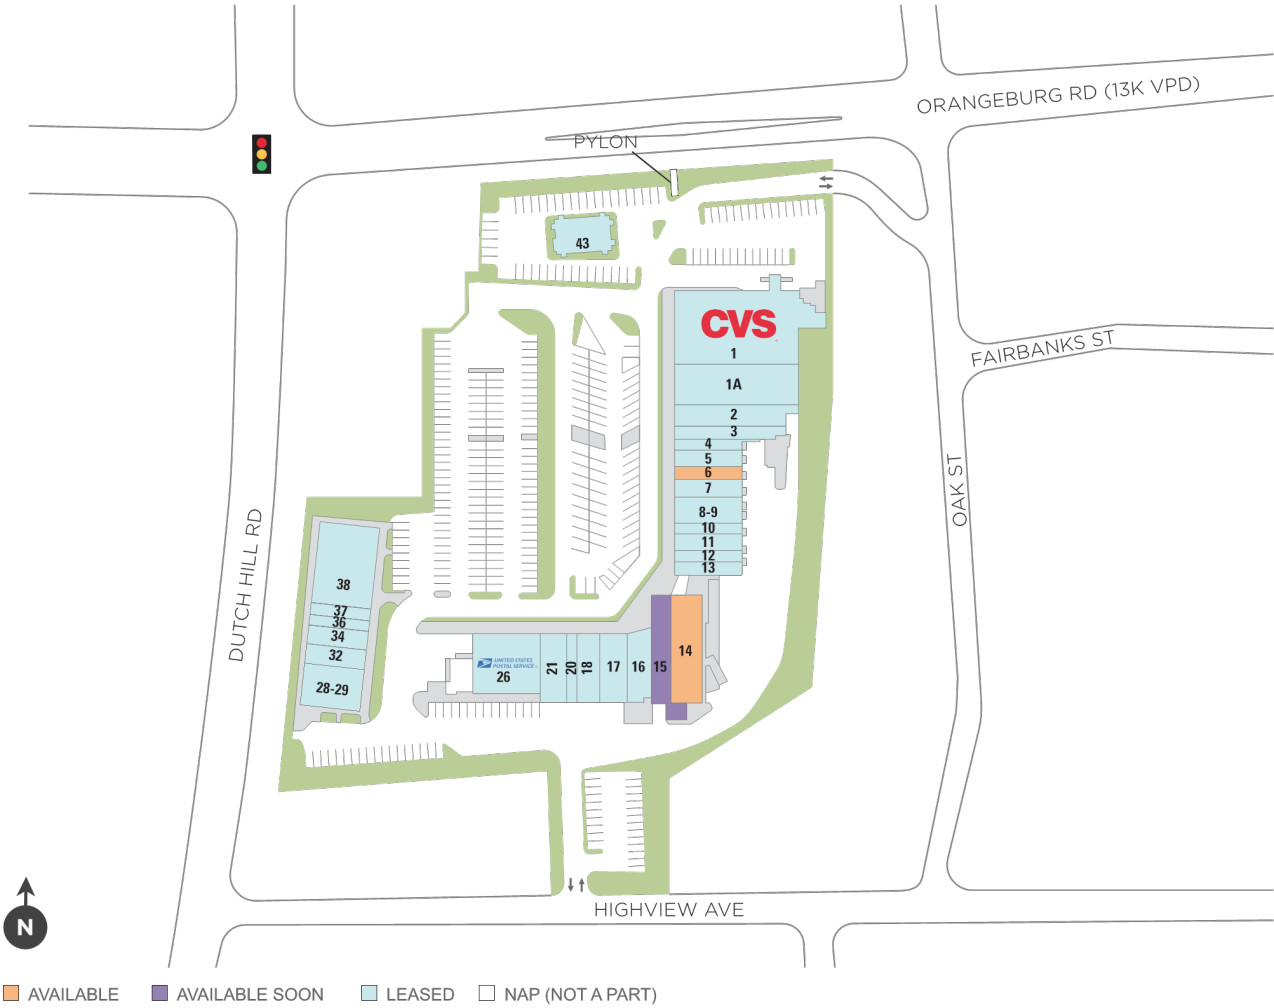 ORANGEBURG RD (13K VPD)
PYLON
43
CVS
1
1A
2
3
4
5
6
7
8-9
10
11
12
13
FAIRBANKS ST
OAK ST
DUTCH HILL RD
38
37
36
34
32
28-29
UNITED STATES
POSTAL SERVICE
26
21
20
18
17
16
15
14
HIGHVIEW AVE
N
AVAILABLE
AVAILABLE SOON
LEASED
NAP (NOT A PART)